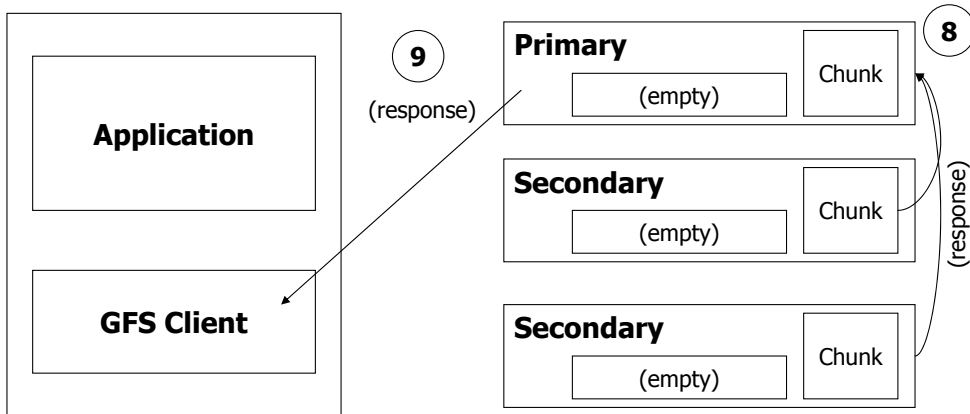 Application
GFS Client
9
(response)
Primary
(empty)
Chunk
8
Secondary
(empty)
Chunk
(response)
Secondary
(empty)
Chunk